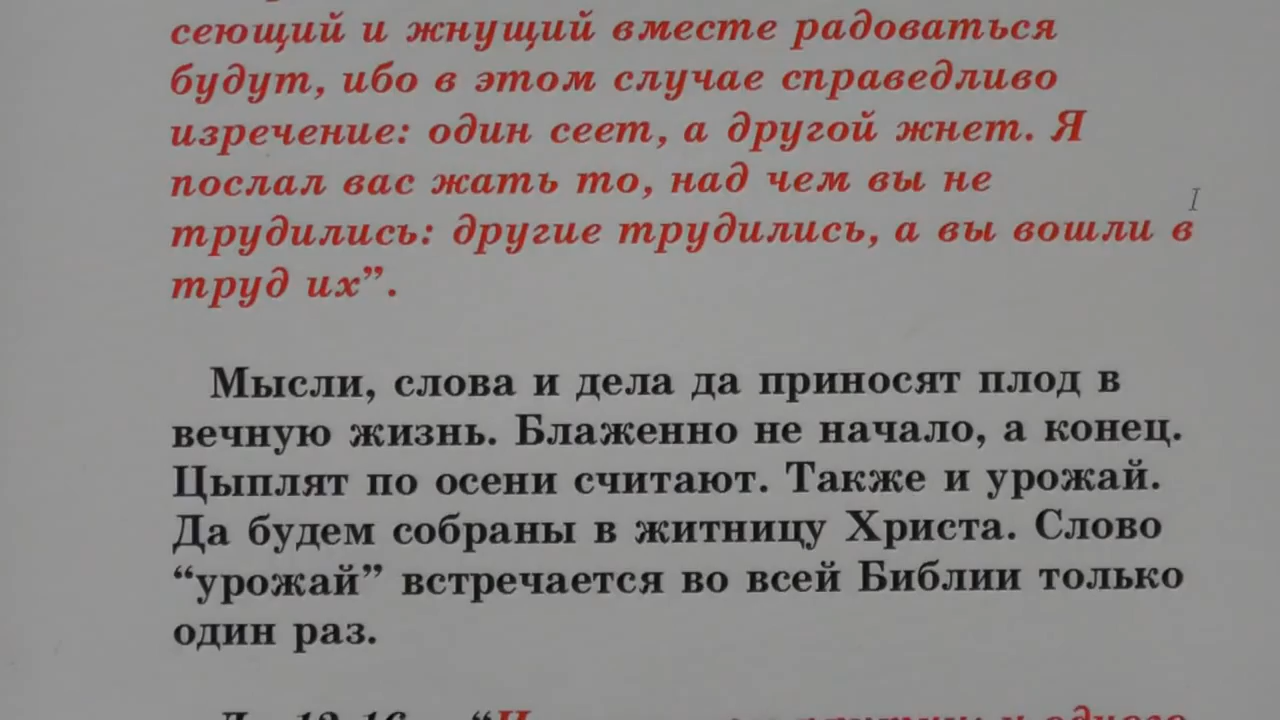 сеющий и жнущий вместе радоваться
будут, ибо в этом случае справедливо
изречение: один сеет, а другой жнет. Я
послал вас жать то, над чем вы не
трудились: другие трудились, а вы вошли в
труд их”.
Мысли, слова и дела да приносят плод в
вечную жизнь. Блаженно не начало, а конец.
Цыплят по осени считают. Также и урожай.
Да будем собраны в житницу Христа. Слово
“урожай” встречается во всей Библии только
один раз.